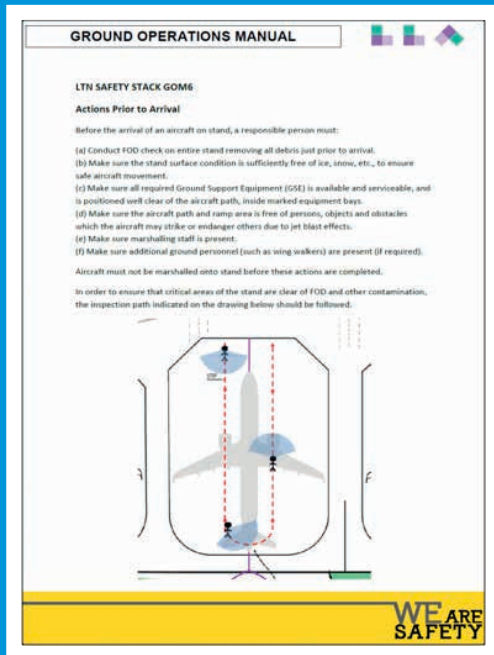 GROUND OPERATIONS MANUAL
LTN SAFETY STACK GOM6
Actions Prior to Arrival
Before the arrival of an aircraft on stand, a responsible person must:
(a) Conduct FOD check on entire stand removing all debris just prior to arrival.
(b) Make sure the stand surface condition is sufficiently free of ice, snow, etc., to ensure
safe aircraft movement.
(c) Make sure all required Ground Support Equipment (GSE) is available and serviceable, and
is positioned well clear of the aircraft path, inside marked equipment bays.
(d) Make sure the aircraft path and ramp area is free of persons, objects and obstacles
which the aircraft may strike or endanger others due to jet blast effects.
(e) Make sure marshalling staff is present.
(f) Make sure additional ground personnel (such as wing walkers) are present (if required).
Aircraft must not be marshalled onto stand before these actions are completed.
In order to ensure that critical areas of the stand are clear of FOD and other contamination,
the inspection path indicated on the drawing below should be followed.
WE ARE
SAFETY